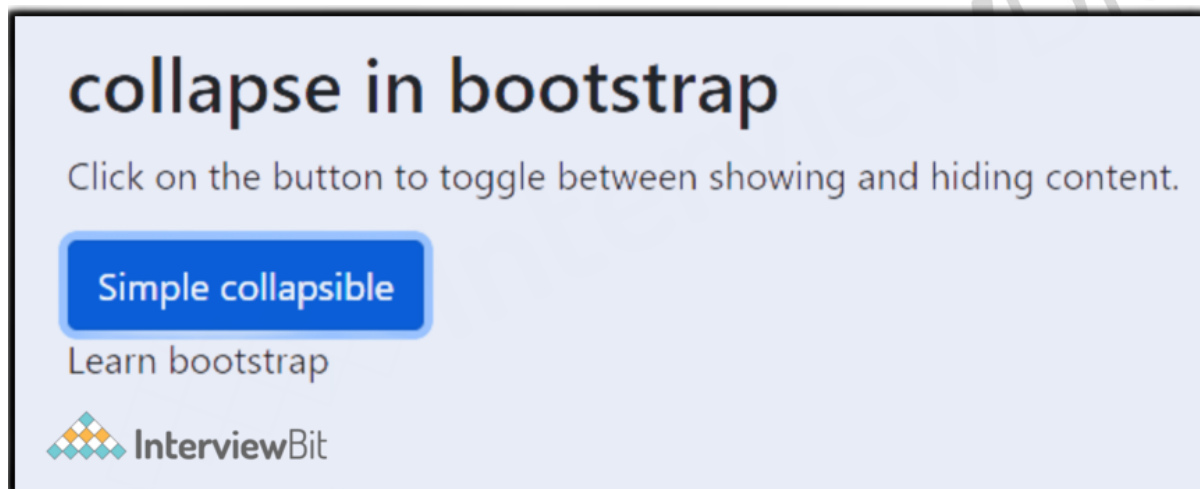 collapse in bootstrap
Click on the button to toggle between showing and hiding content.
Simple collapsible
Learn bootstrap
InterviewBit